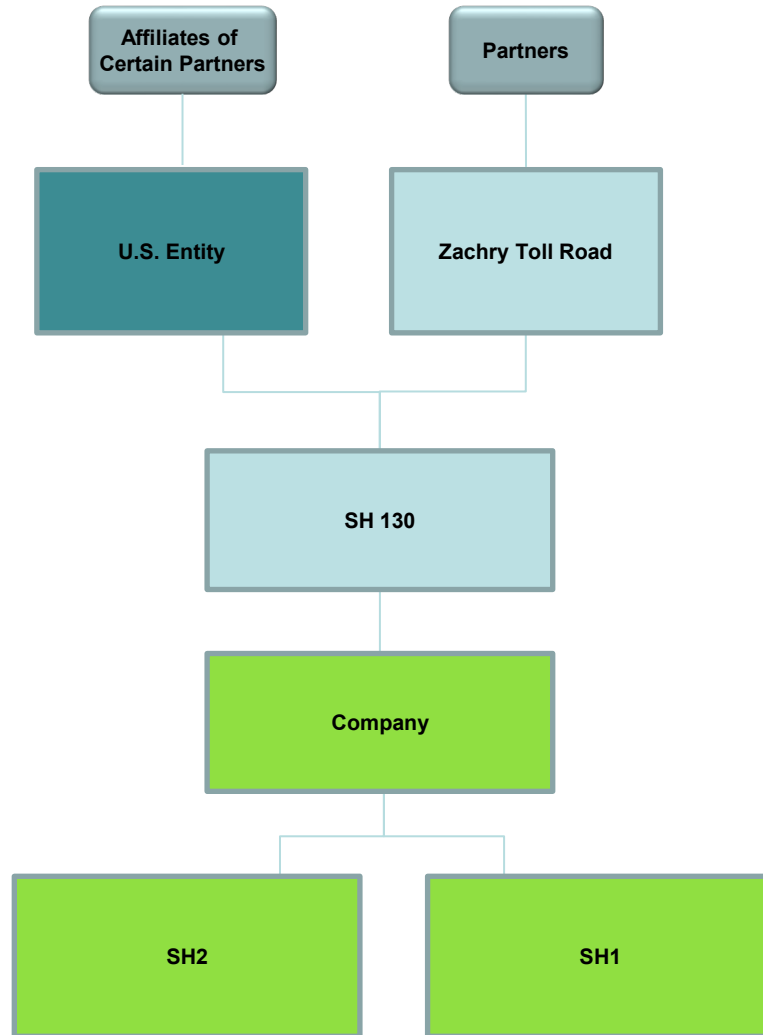 Affiliates of
Certain Partners
Partners
U.S. Entity
Zachry Toll Road
SH 130
Company
SH2
SH1